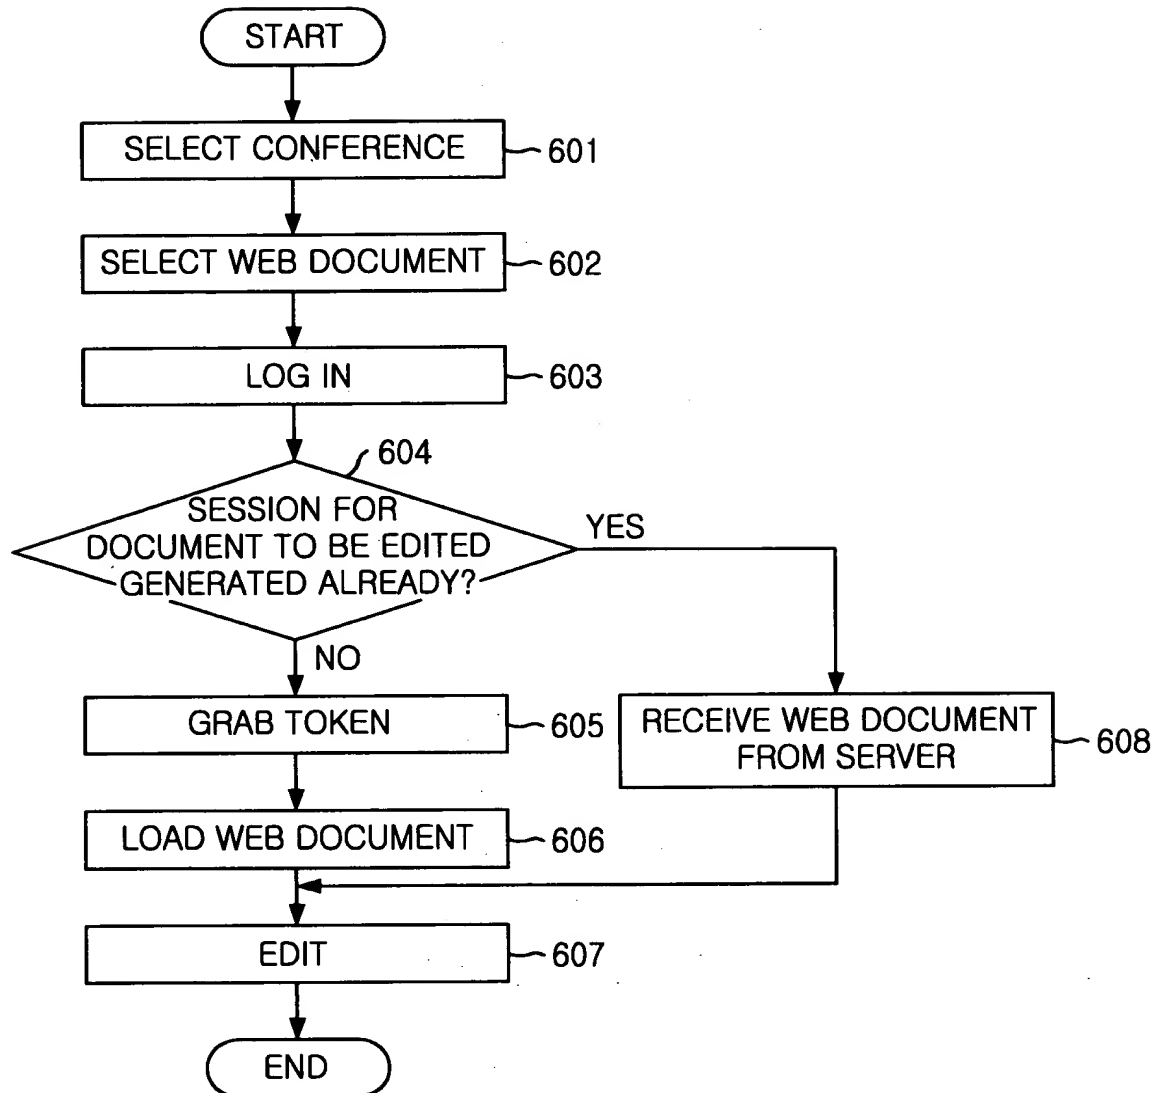 START
SELECT CONFERENCE
601
SELECT WEB DOCUMENT
602
LOG IN
603
604
SESSION FOR
DOCUMENT TO BE EDITED
GENERATED ALREADY?
YES
NO
GRAB TOKEN
605
RECEIVE WEB DOCUMENT
FROM SERVER
608
LOAD WEB DOCUMENT
606
EDIT
607
END